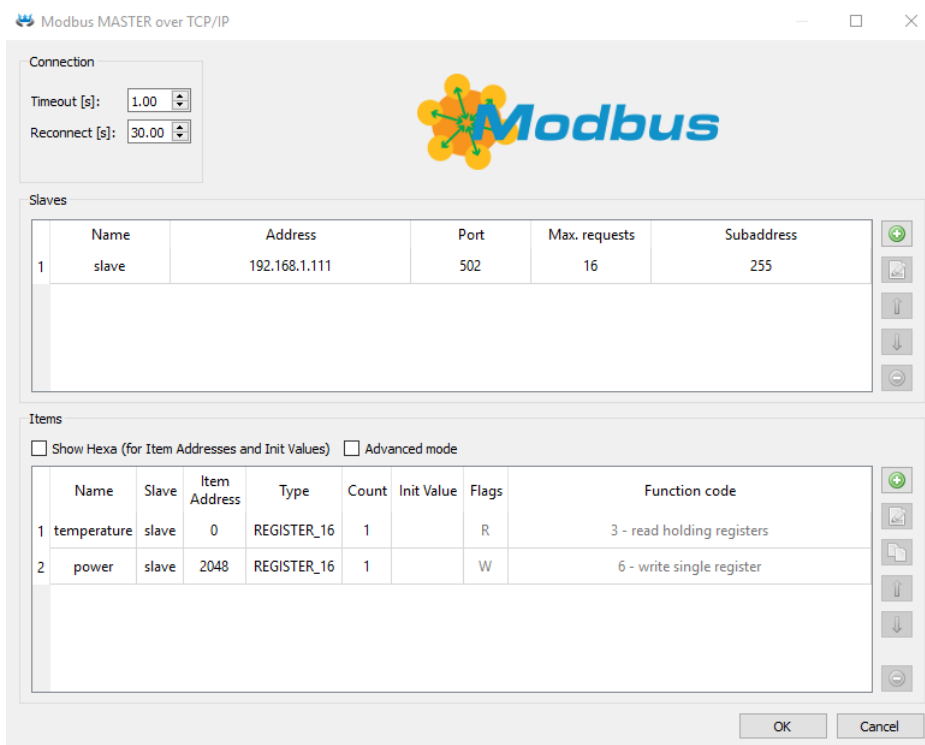 Modbus MASTER over TCP/IP
Connection
Timeout [s]: 1.00
Reconnect [s]: 30.00
Modbus
Slaves
Name Address Port Max. requests Subaddress
1 slave 192.168.1.111 502 16 255
Items
Show Hexa (for Item Addresses and Init Values) Advanced mode
Name Slave Item Address Type Count Init Value Flags Function code
1 temperature slave 0 REGISTER_16 1 R 3 - read holding registers
2 power slave 2048 REGISTER_16 1 W 6 - write single register
OK Cancel